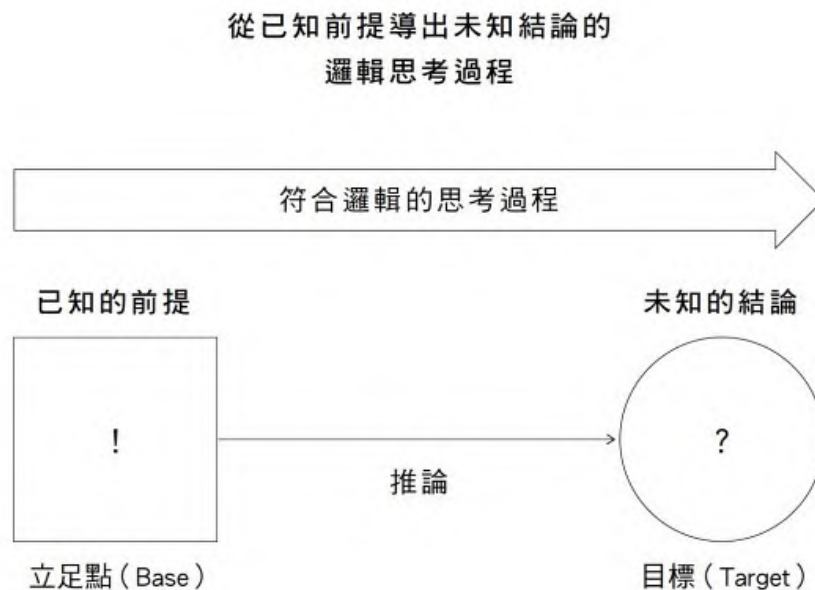 從已知前提導出未知結論的
邏輯思考過程
符合邏輯的思考過程
已知的前提
未知的結論
!
?
推論
立足點（Base）
目標（Target）